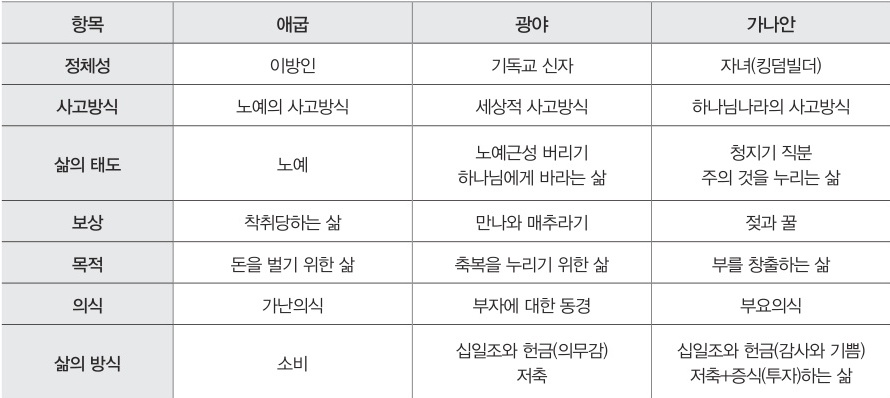 항목 애굽 광야 가나안
정체성 이방인 기독교 신자 자녀(킹덤빌더)
사고방식 노예의 사고방식 세상적 사고방식 하나님나라의 사고방식
삶의 태도 노예 노예근성 버리기 청지기 직분
하나님에게 바라는 삶 주의 것을 누리는 삶
보상 착취당하는 삶 만나와 매추라기 젖과 꿀
목적 돈을 벌기 위한 삶 축복을 누리기 위한 삶 부를 창출하는 삶
의식 가난의식 부자에 대한 동경 부요의식
삶의 방식 소비 십일조와 헌금(의무감) 십일조와 헌금(감사와 기쁨)
저축 저축+증식(투자)하는 삶